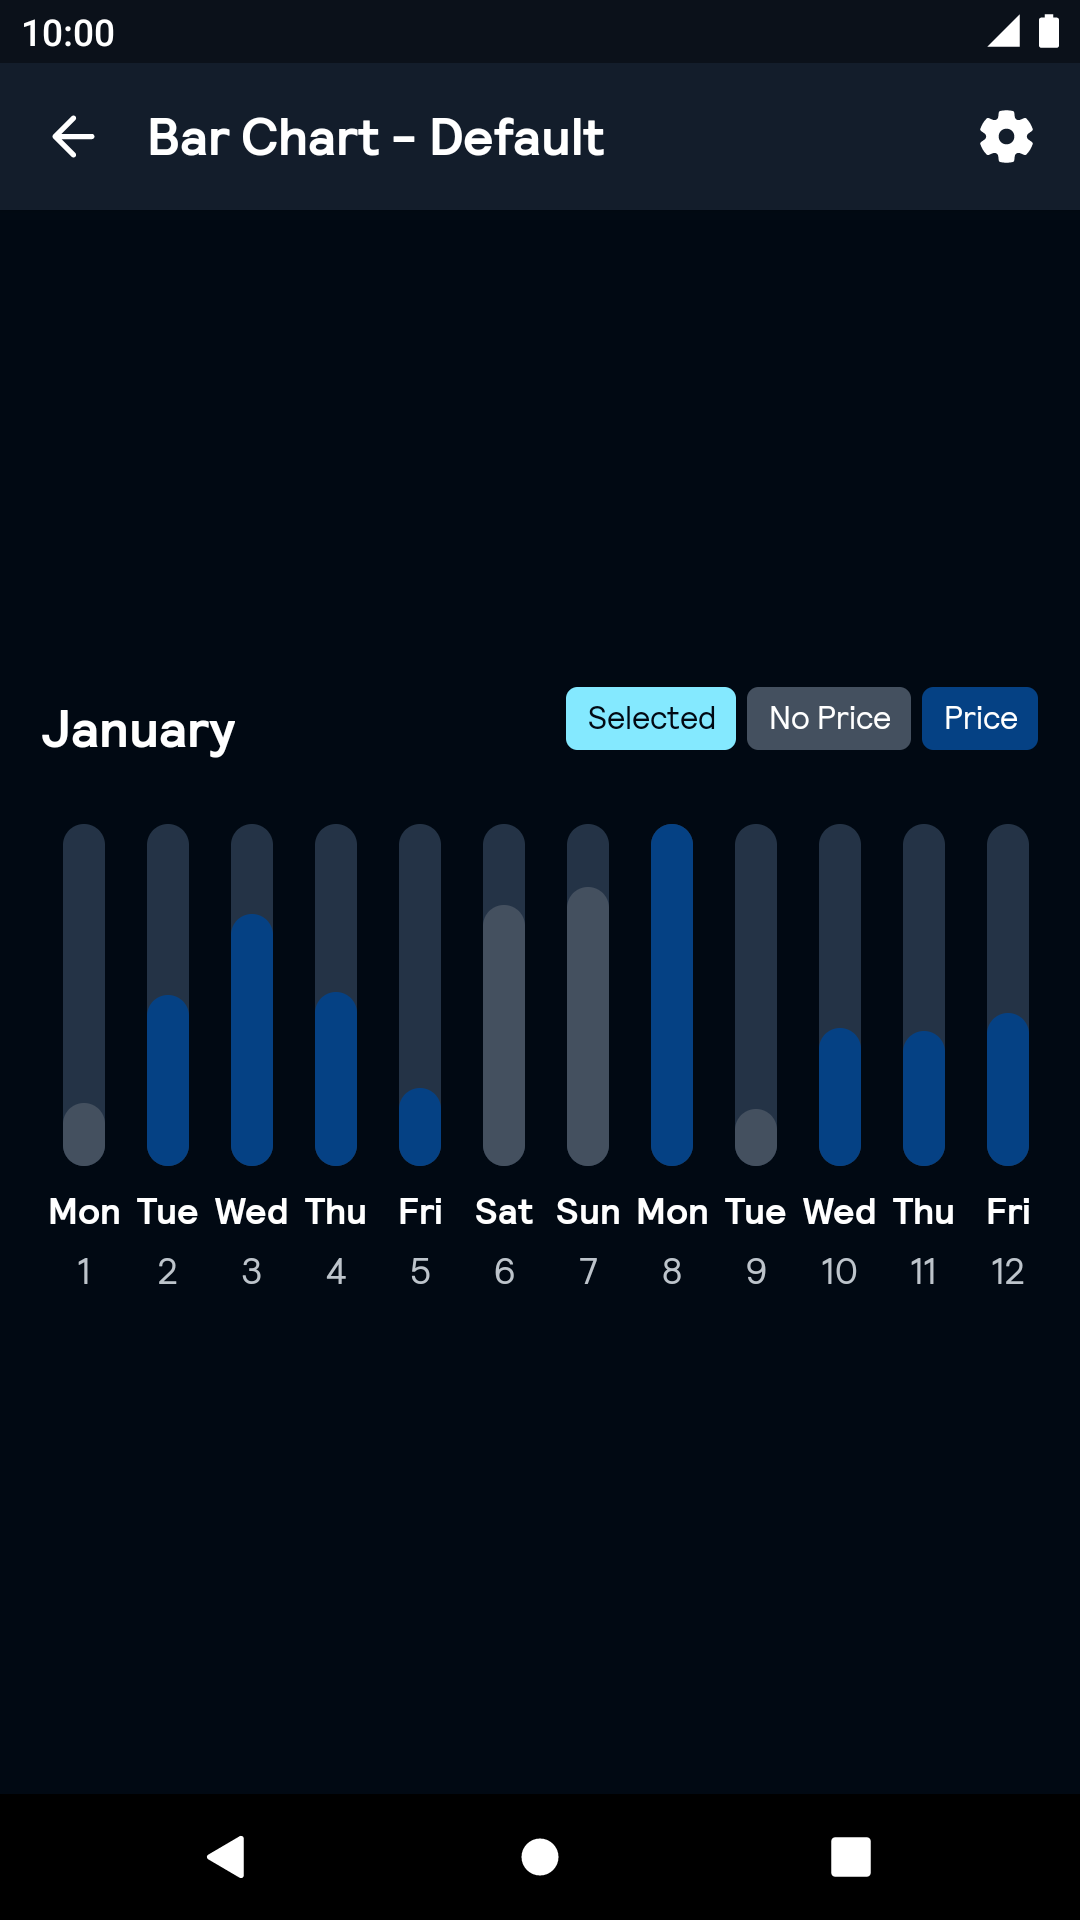 10:00
Bar Chart - Default
January
Selected No Price Price
Mon Tue Wed Thu Fri Sat Sun Mon Tue Wed Thu Fri
1 2 3 4 5 6 7 8 9 10 11 12